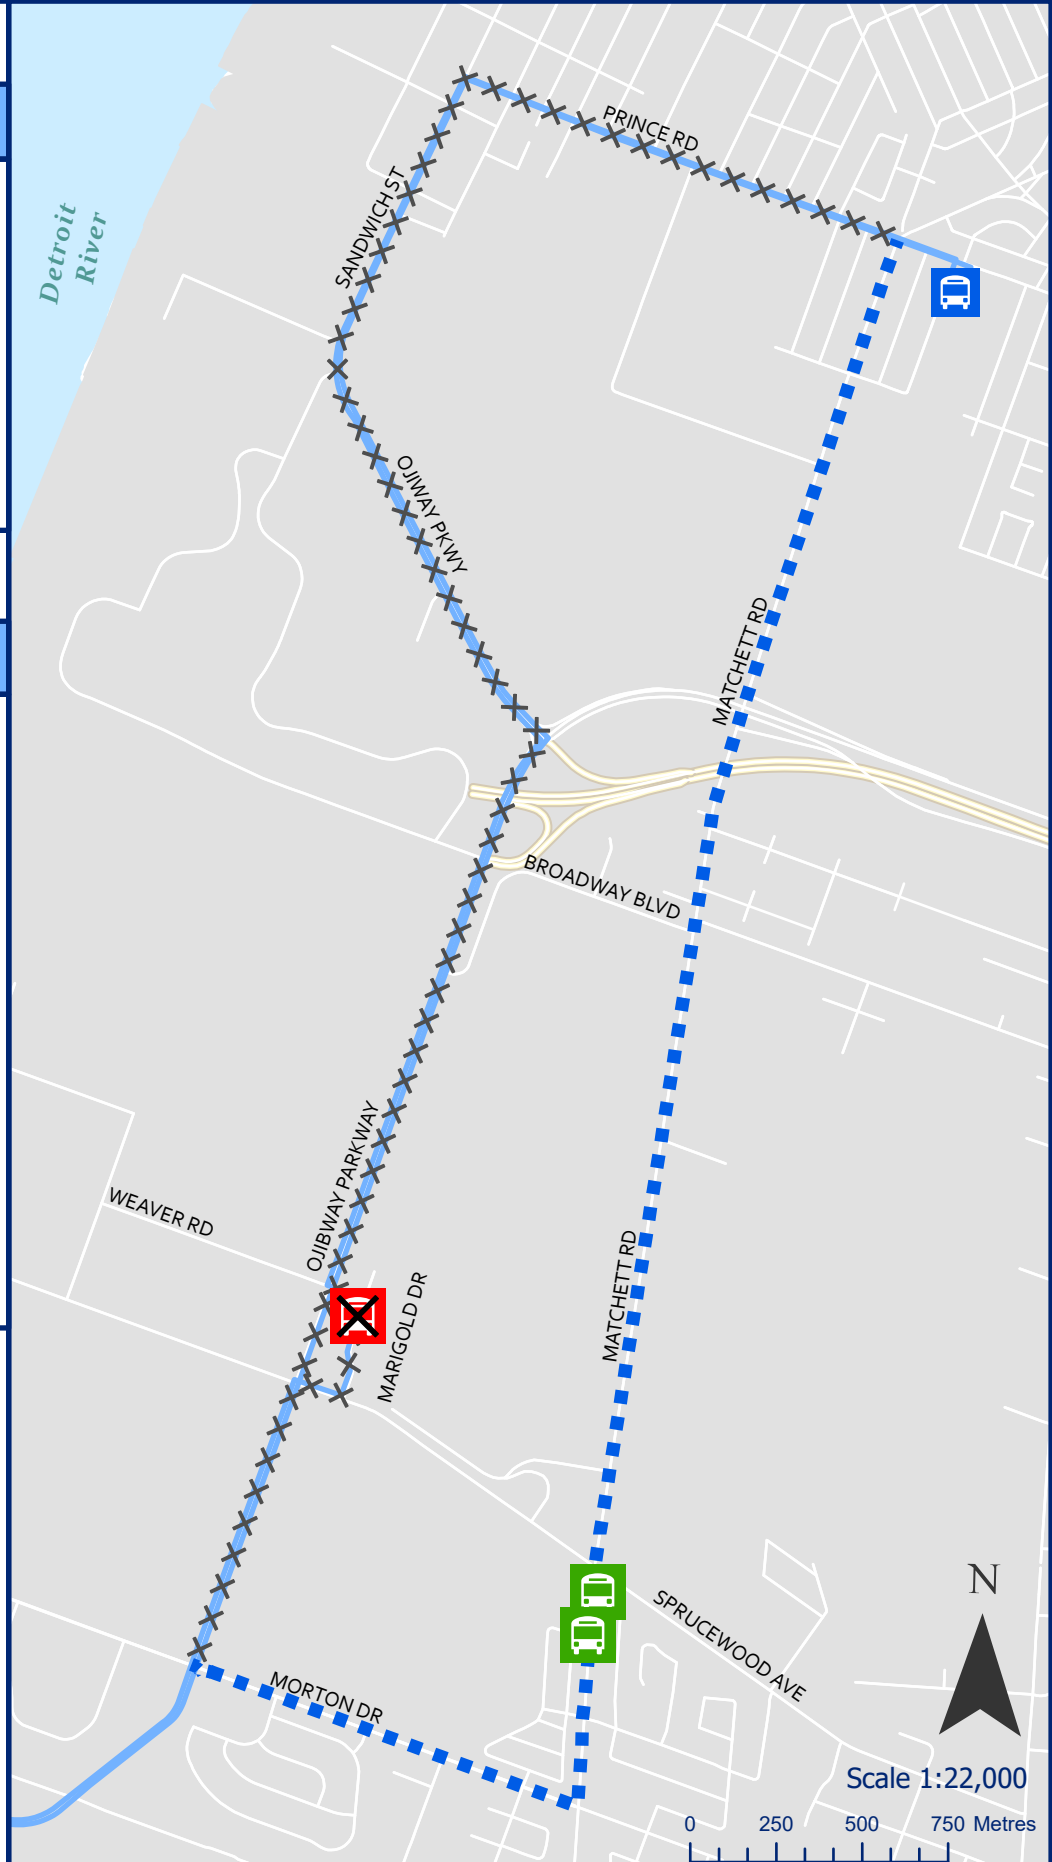 PRINCE RD
SANDWICH ST
Detroit
River
OJIWAY PKWY
MATCHETT RD
BROADWAY BLVD
OJIBWAY PARKWAY
WEAVER RD
MARIGOLD DR
MATCHETT RD
SPRUCEWOOD AVE
MORTON DR
N
Scale 1:22,000
0 250 500 750 Metres